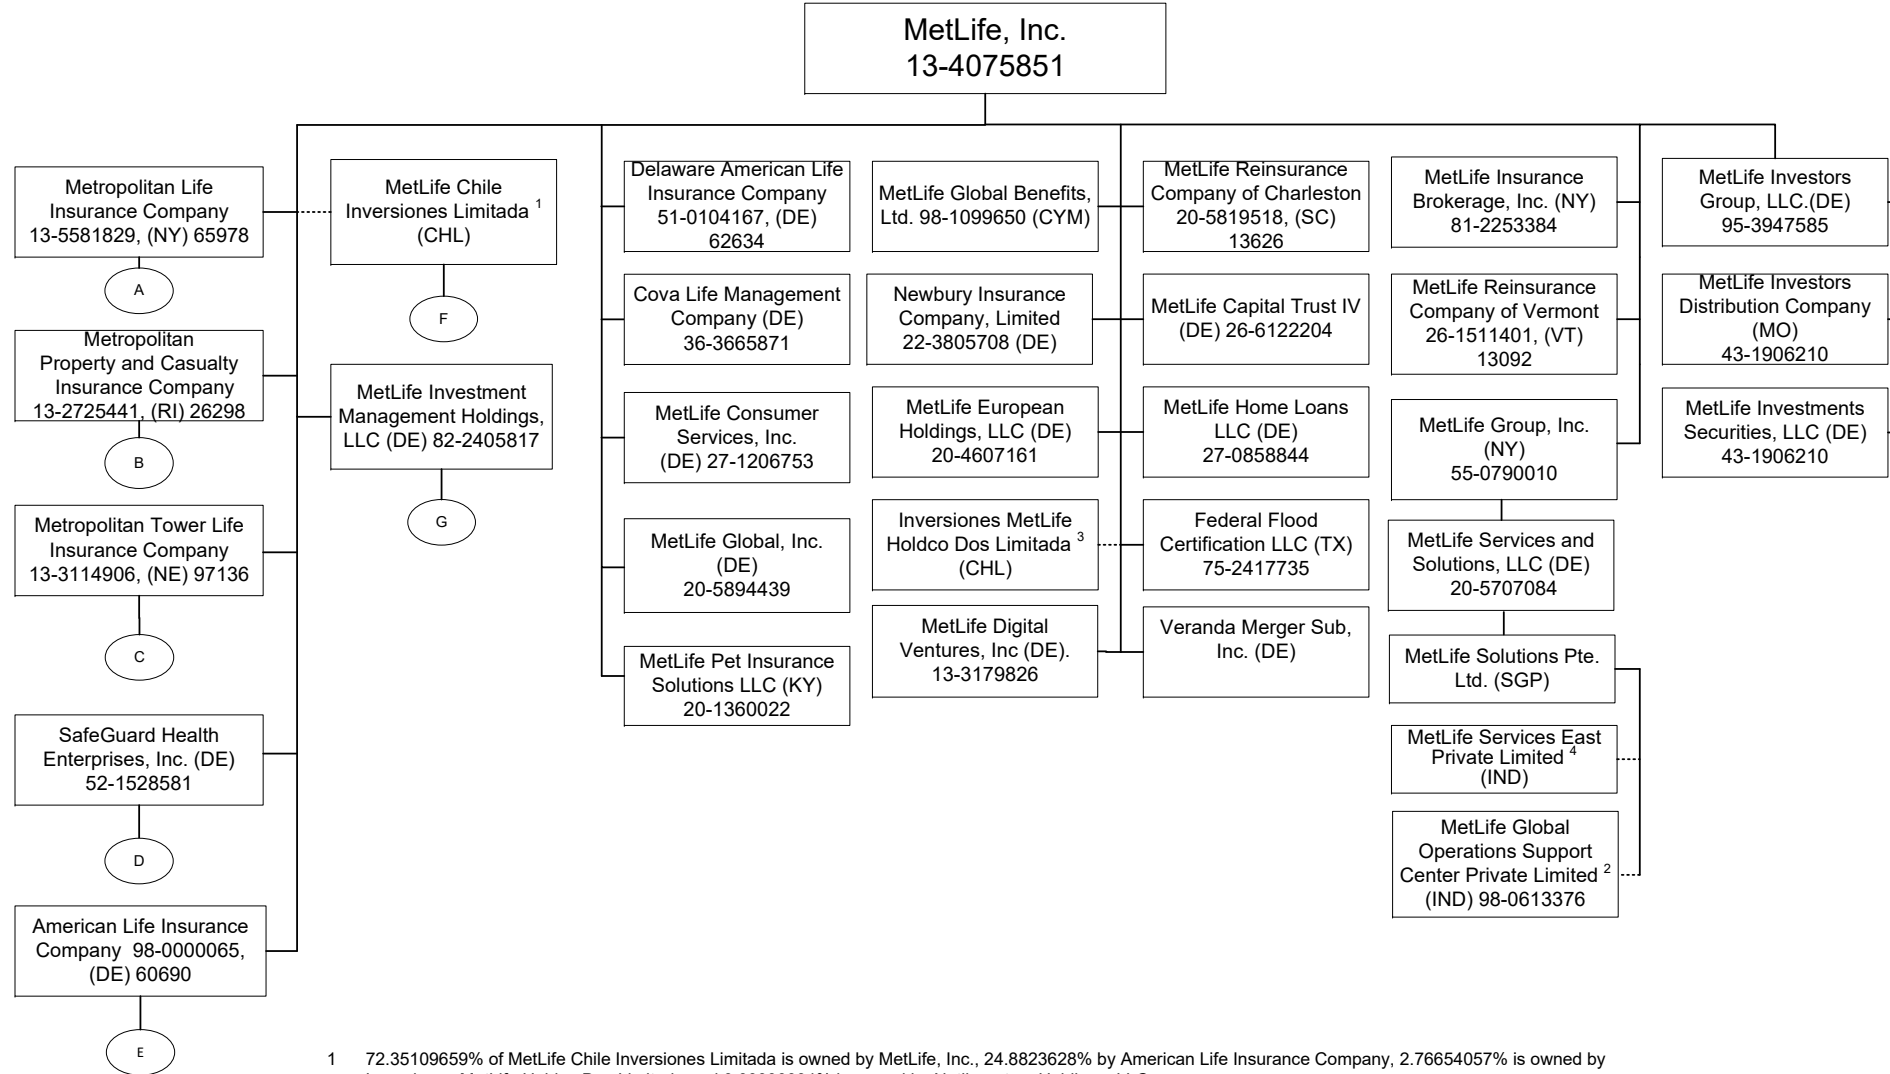 MetLife, Inc.
13-4075851
Metropolitan Life
Insurance Company
13-5581829, (NY) 65978
A
Metropolitan
Property and Casualty
Insurance Company
13-2725441, (RI) 26298
B
Metropolitan Tower Life
Insurance Company
13-3114906, (NE) 97136
C
SafeGuard Health
Enterprises, Inc. (DE)
52-1528581
D
American Life Insurance
Company 98-0000065,
(DE) 60690
E
MetLife Chile
Inversiones Limitada 1
(CHL)
F
MetLife Investment
Management Holdings,
LLC (DE) 82-2405817
G
Delaware American Life
Insurance Company
51-0104167, (DE)
62634
Cova Life Management
Company (DE)
36-3665871
MetLife Consumer
Services, Inc.
(DE) 27-1206753
MetLife Global, Inc.
(DE)
20-5894439
MetLife Pet Insurance
Solutions LLC (KY)
20-1360022
MetLife Global Benefits,
Ltd. 98-1099650 (CYM)
Newbury Insurance
Company, Limited
22-3805708 (DE)
MetLife European
Holdings, LLC (DE)
20-4607161
Inversiones MetLife
Holdco Dos Limitada 3
(CHL)
MetLife Digital
Ventures, Inc (DE).
13-3179826
MetLife Reinsurance
Company of Charleston
20-5819518, (SC)
13626
MetLife Capital Trust IV
(DE) 26-6122204
MetLife Home Loans
LLC (DE)
27-0858844
Federal Flood
Certification LLC (TX)
75-2417735
Veranda Merger Sub,
Inc. (DE)
MetLife Insurance
Brokerage, Inc. (NY)
81-2253384
MetLife Reinsurance
Company of Vermont
26-1511401, (VT)
13092
MetLife Group, Inc.
(NY)
55-0790010
MetLife Services and
Solutions, LLC (DE)
20-5707084
MetLife Solutions Pte.
Ltd. (SGP)
MetLife Services East
Private Limited 4
(IND)
MetLife Global
Operations Support
Center Private Limited 2
(IND) 98-0613376
MetLife Investors
Group, LLC.(DE)
95-3947585
MetLife Investors
Distribution Company
(MO)
43-1906210
MetLife Investments
Securities, LLC (DE)
43-1906210
1 72.35109659% of MetLife Chile Inversiones Limitada is owned by MetLife, Inc., 24.8823628% by American Life Insurance Company, 2.76654057% is owned by